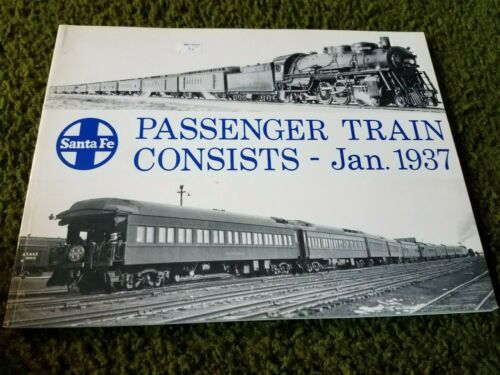 PASSENGER TRAIN
Santa Fe
CONSISTS - Jan. 1937